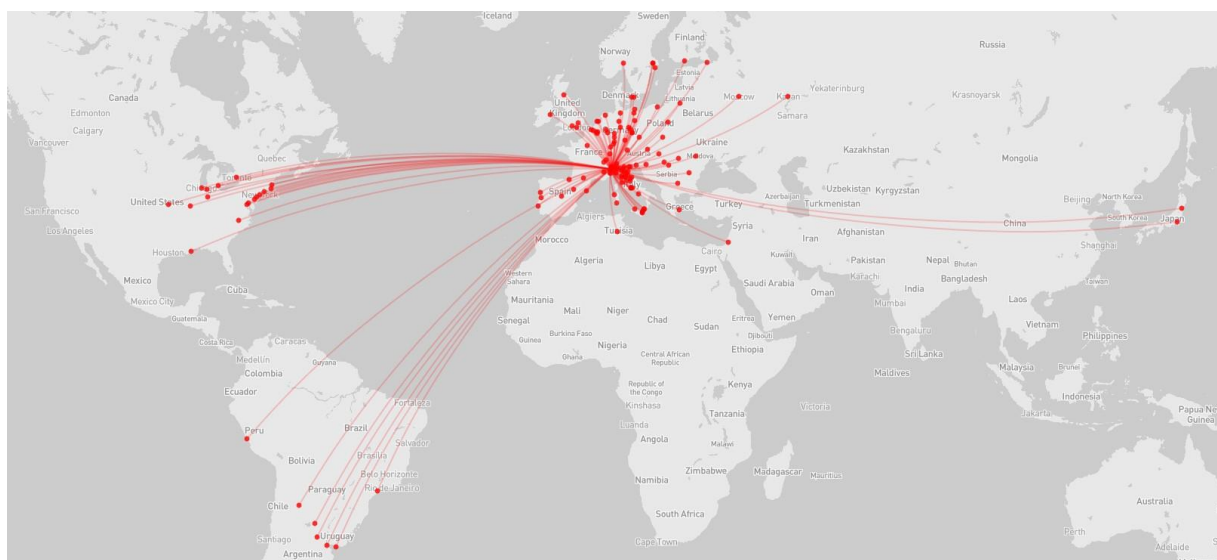 Iceland
Sweden
Finland
Norway
Russia
Estonia
Latvia
Lithuania
Denmark
Moscow
Kazan
Yekaterinburg
Samara
Krasnoyarsk
United
Kingdom
Belarus
Poland
Canada
Edmonton
Calgary
Vancouver
Ukraine
Moldova
Kazakhstan
Mongolia
France
Serbia
Quebec
Toronto
New York
United States
San Francisco
Los Angeles
Houston
Spain
Italy
Greece
Turkey
Azerbaijan
Uzbekistan
Kyrgyzstan
Turkmenistan
Beijing
North Korea
South Korea
Japan
China
Shanghai
Algiers
Tunisia
Morocco
Syria
Iran
Afghanistan
Cairo
Kuwait
Pakistan
Karachi
Nepal
Bhutan
Bangladesh
Taiwan
Algeria
Libya
Egypt
Saudi Arabia
Oman
India
Mumbai
Laos
Western
Sahara
Mexico
Mexico City
Cuba
Guatemala
Costa Rica
Mauritania
Mali
Niger
Chad
Sudan
Eritrea
Yemen
Djibouti
Bengaluru
Vietnam
Philippines
Senegal
Guinea
Burkina Faso
Ghana
Nigeria
Central African
Republic
Ethiopia
Sri Lanka
Maldives
Malaysia
Brunei
Caracas
Medellín
Guyana
Colombia
Ecuador
Republic of
the Congo
Kinshasa
Kenya
Tanzania
Victoria
Indonesia
Jakarta
Papua New
Guinea
Fortaleza
Peru
Brazil
Salvador
Brasília
Bolivia
Belo Horizonte
Rio de Janeiro
Paraguay
Luanda
Angola
Malawi
Zimbabwe
Madagascar
Mauritius
Namibia
South Africa
Cape Town
Chile
Santiago
Uruguay
Argentina
Australia
Perth
Adelaide